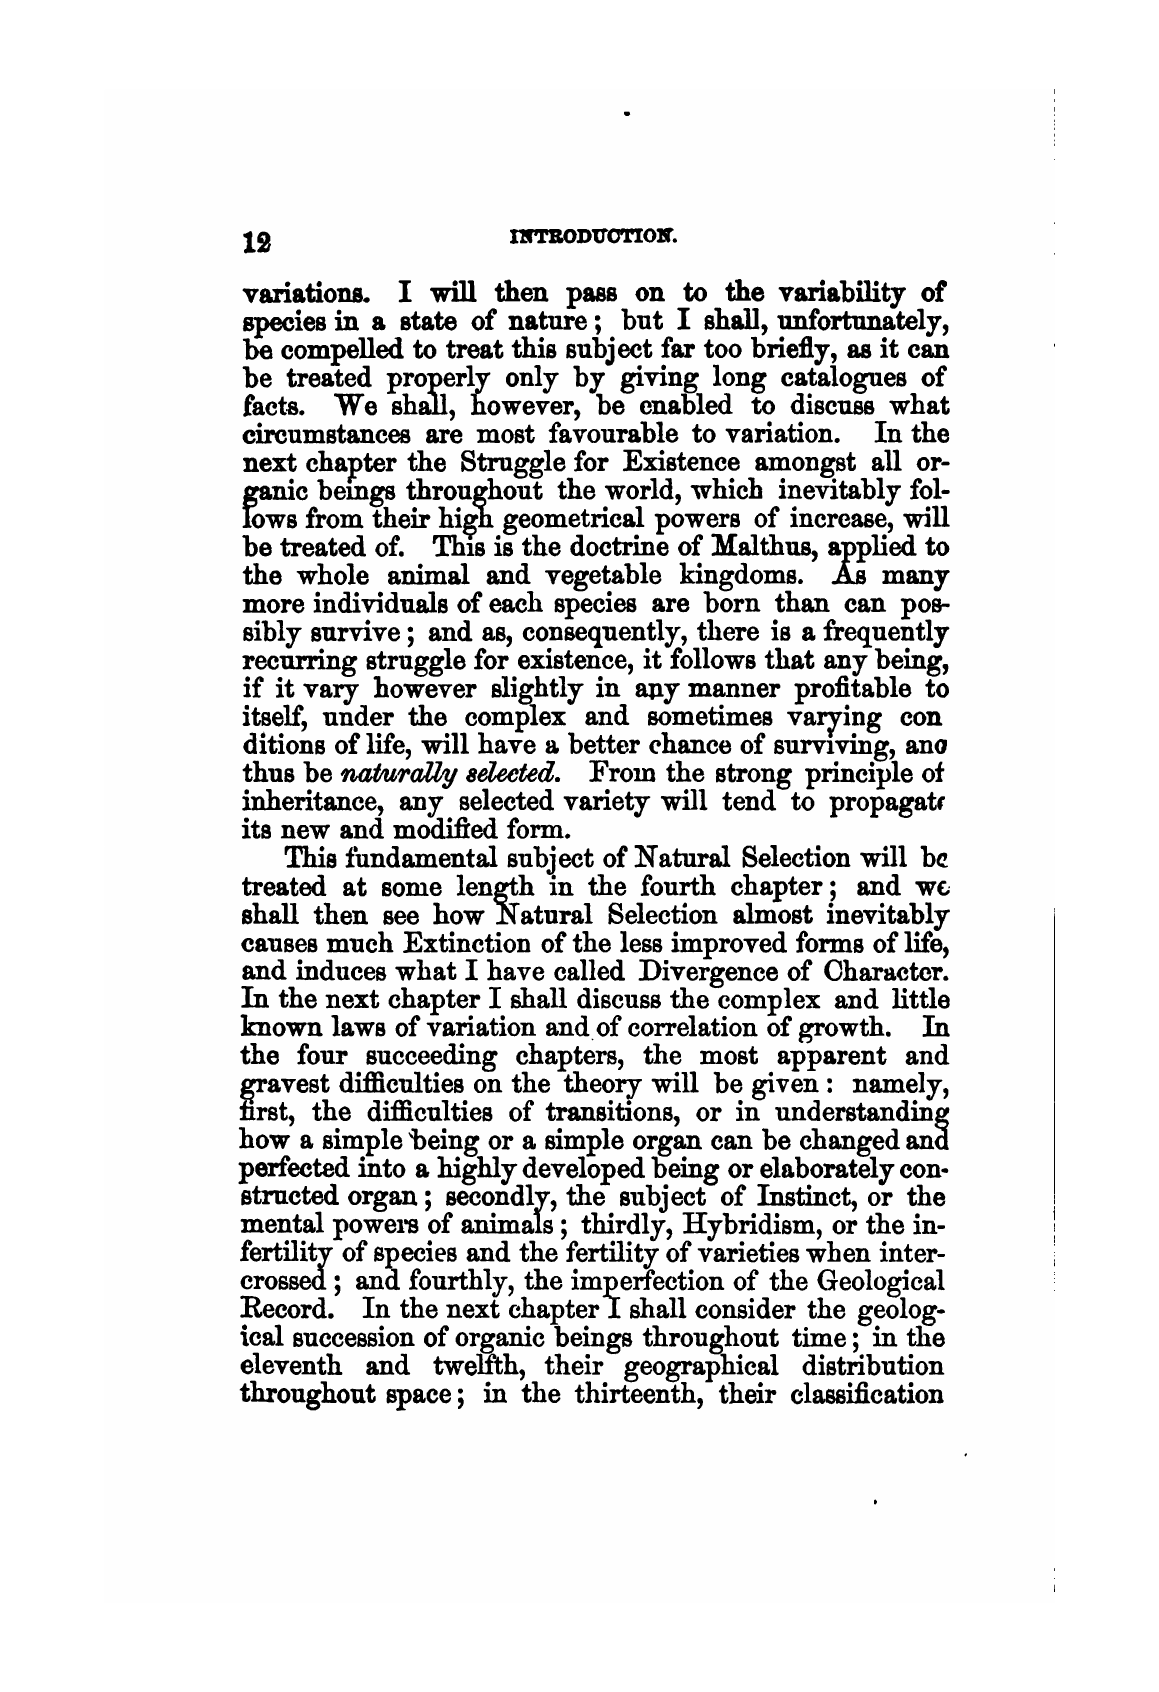 12 INTRODUCTION.
variations. I will then pass on to the variability of
species in a state of nature; but I shall, unfortunately,
be compelled to treat this subject far too briefly, as it can
be treated properly only by giving long catalogues of
facts. We shall, however, be enabled to discuss what
circumstances are most favourable to variation. In the
next chapter the Struggle for Existence amongst all or-
ganic beings throughout the world, which inevitably fol-
lows from their high geometrical powers of increase, will
be treated of. This is the doctrine of Malthus, applied to
the whole animal and vegetable kingdoms. As many
more individuals of each species are born than can pos-
sibly survive; and as, consequently, there is a frequently
recurring struggle for existence, it follows that any being,
if it vary however slightly in any manner profitable to
itself, under the complex and sometimes varying con
ditions of life, will have a better chance of surviving, and
thus be naturally selected. From the strong principle of
inheritance, any selected variety will tend to propagate
its new and modified form.
This fundamental subject of Natural Selection will be
treated at some length in the fourth chapter; and we
shall then see how Natural Selection almost inevitably
causes much Extinction of the less improved forms of life,
and induces what I have called Divergence of Character.
In the next chapter I shall discuss the complex and little
known laws of variation and of correlation of growth. In
the four succeeding chapters, the most apparent and
gravest difficulties on the theory will be given: namely,
first, the difficulties of transitions, or in understanding
how a simple being or a simple organ can be changed and
perfected into a highly developed being or elaborately con-
structed organ; secondly, the subject of Instinct, or the
mental powers of animals; thirdly, Hybridism, or the in-
fertility of species and the fertility of varieties when inter-
crossed; and fourthly, the imperfection of the Geological
Record. In the next chapter I shall consider the geolog-
ical succession of organic beings throughout time; in the
eleventh and twelfth, their geographical distribution
throughout space; in the thirteenth, their classification